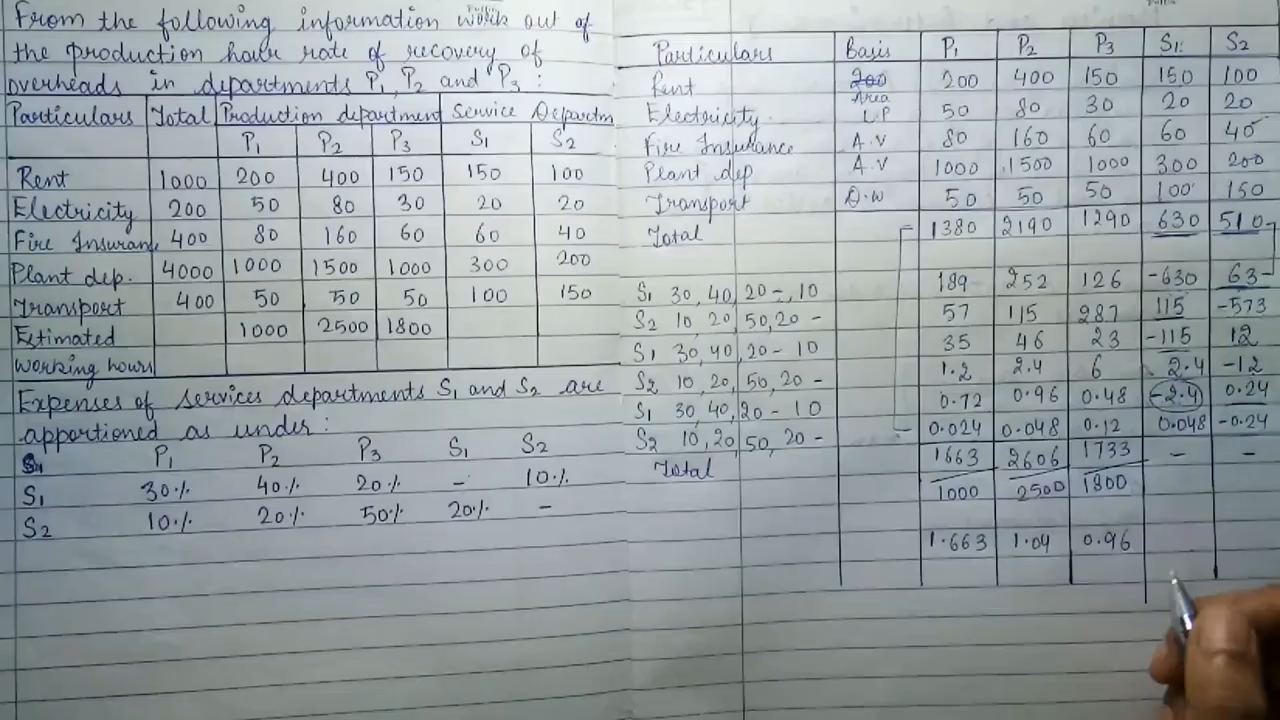 From the following information work out of
the production hour rate of recovery of
overheads in departments P1, P2 and P3 :
Particulars Total Production department Service Departm
P1 P2 P3 S1 S2
Rent 1000 200 400 150 150 100
Electricity 200 50 80 30 20 20
Fire Insuran 400 80 160 60 60 40
Plant dep. 4000 1000 1500 1000 300 200
Transport 400 50 50 50 100 150
Estimated 1000 2500 1800
working hours
Expenses of services departments S1 and S2 are
apportioned as under :
P1 P2 P3 S1 S2
S1 30% 40% 20% - 10%
S2 10% 20% 50% 20% -
Particulars Basis P1 P2 P3 S1 S2
Rent Area 200 400 150 150 100
Electricity LP 50 80 30 20 20
Fire Insurance A.V 80 160 60 60 40
Plant dep A.V 1000 1500 1000 300 200
Transport D.W 50 50 50 100 150
Total 1380 2190 1290 630 510
S1 30, 40, 20 -, 10 189 252 126 -630 63
S2 10, 20, 50, 20 - 57 115 287 115 -573
S1 30, 40, 20 - 10 35 46 23 -115 12
S2 10, 20, 50, 20 - 1.2 2.4 6 2.4 -12
S1 30, 40, 20 - 10 0.72 0.96 0.48 -2.4 0.24
S2 10, 20, 50, 20 - 0.024 0.048 0.12 0.048 -0.24
Total 1663 2606 1733 - -
1000 2500 1800
1.663 1.04 0.96